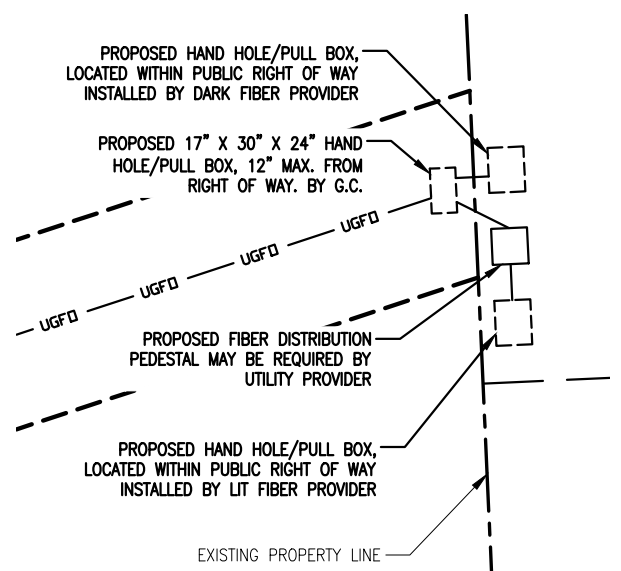 PROPOSED HAND HOLE/PULL BOX,
LOCATED WITHIN PUBLIC RIGHT OF WAY
INSTALLED BY DARK FIBER PROVIDER
PROPOSED 17" X 30" X 24" HAND
HOLE/PULL BOX, 12" MAX. FROM
RIGHT OF WAY. BY G.C.
UGFO
UGFO
UGFO
UGFO
PROPOSED FIBER DISTRIBUTION
PEDESTAL MAY BE REQUIRED BY
UTILITY PROVIDER
PROPOSED HAND HOLE/PULL BOX,
LOCATED WITHIN PUBLIC RIGHT OF WAY
INSTALLED BY LIT FIBER PROVIDER
EXISTING PROPERTY LINE